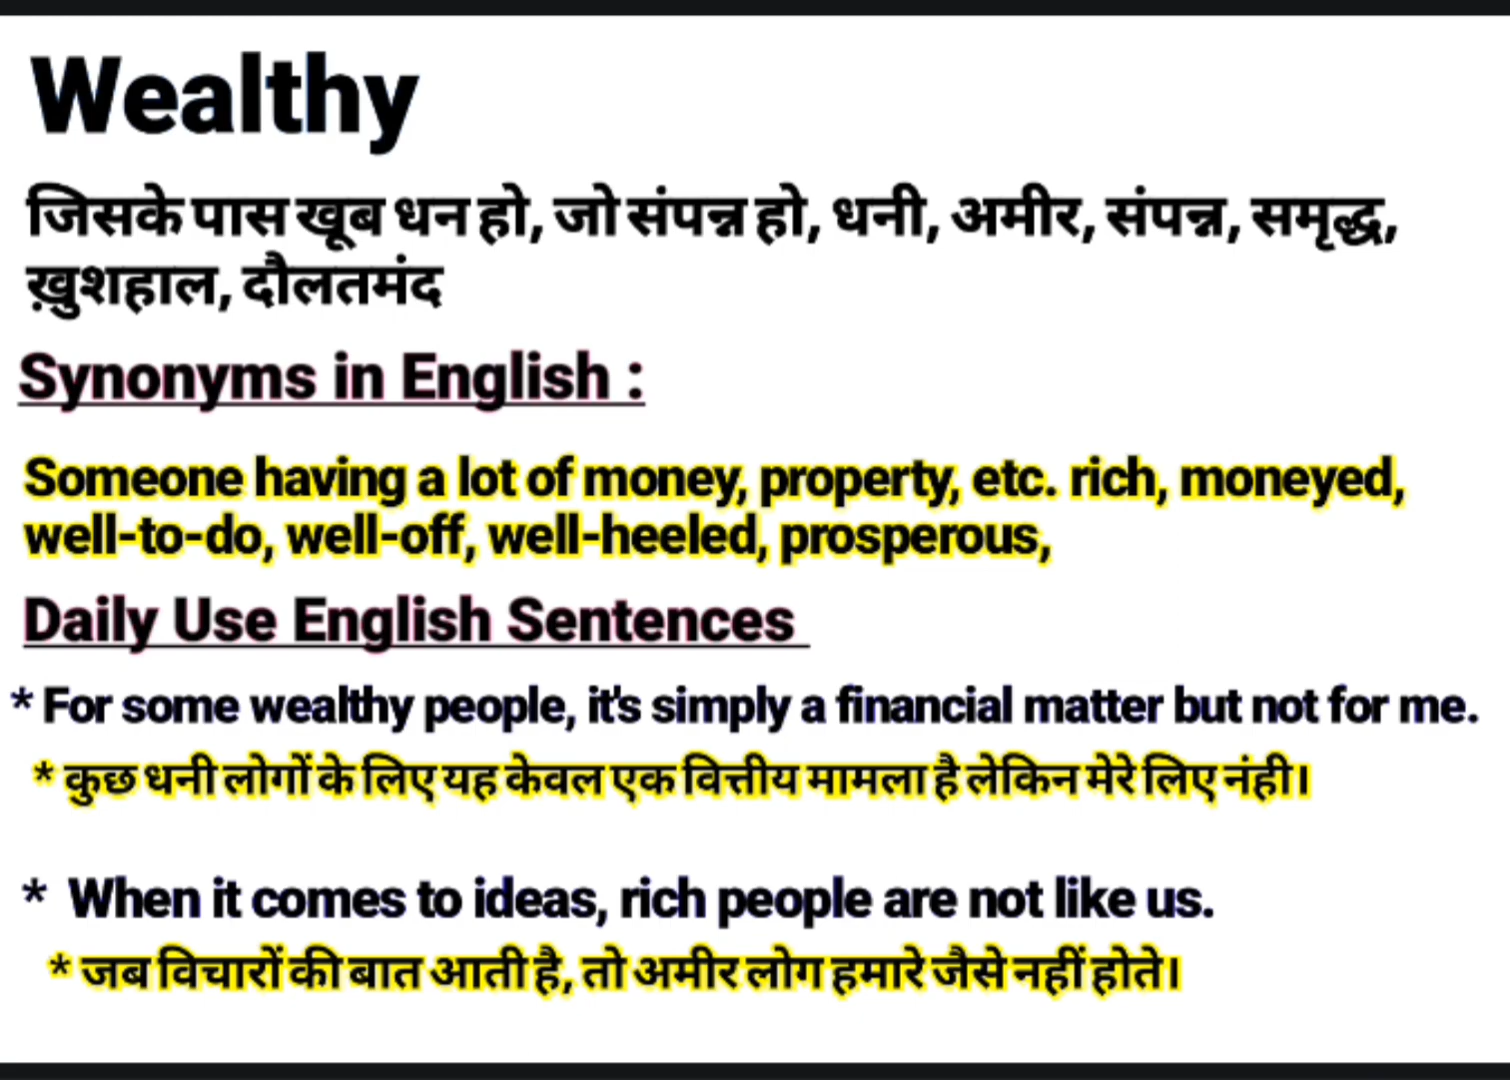 Wealthy
जिसके पास खूब धन हो, जो संपन्न हो, धनी, अमीर, संपन्न, समृद्ध,
ख़ुशहाल, दौलतमंद
Synonyms in English :
Someone having a lot of money, property, etc. rich, moneyed,
well-to-do, well-off, well-heeled, prosperous,
Daily Use English Sentences
* For some wealthy people, it's simply a financial matter but not for me.
* कुछ धनी लोगों के लिए यह केवल एक वित्तीय मामला है लेकिन मेरे लिए नंही।
* When it comes to ideas, rich people are not like us.
* जब विचारों की बात आती है, तो अमीर लोग हमारे जैसे नहीं होते।